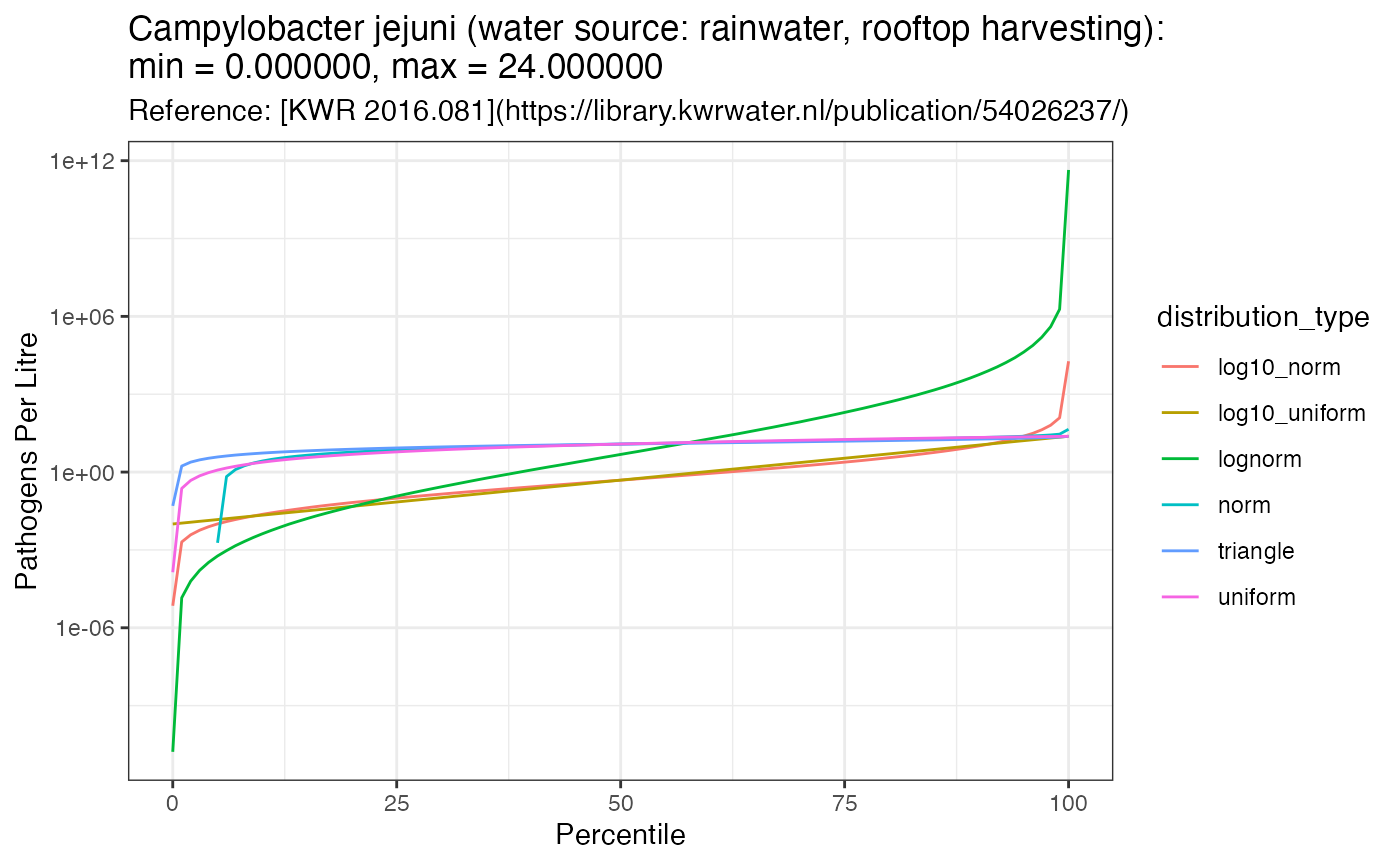 Campylobacter jejuni (water source: rainwater, rooftop harvesting):
min = 0.000000, max = 24.000000
Reference: [KWR 2016.081](https://library.kwrwater.nl/publication/54026237/)
1e+12
1e+06
1e+00
1e-06
Pathogens Per Litre
0 25 50 75 100
Percentile
distribution_type
log10_norm
log10_uniform
lognorm
norm
triangle
uniform